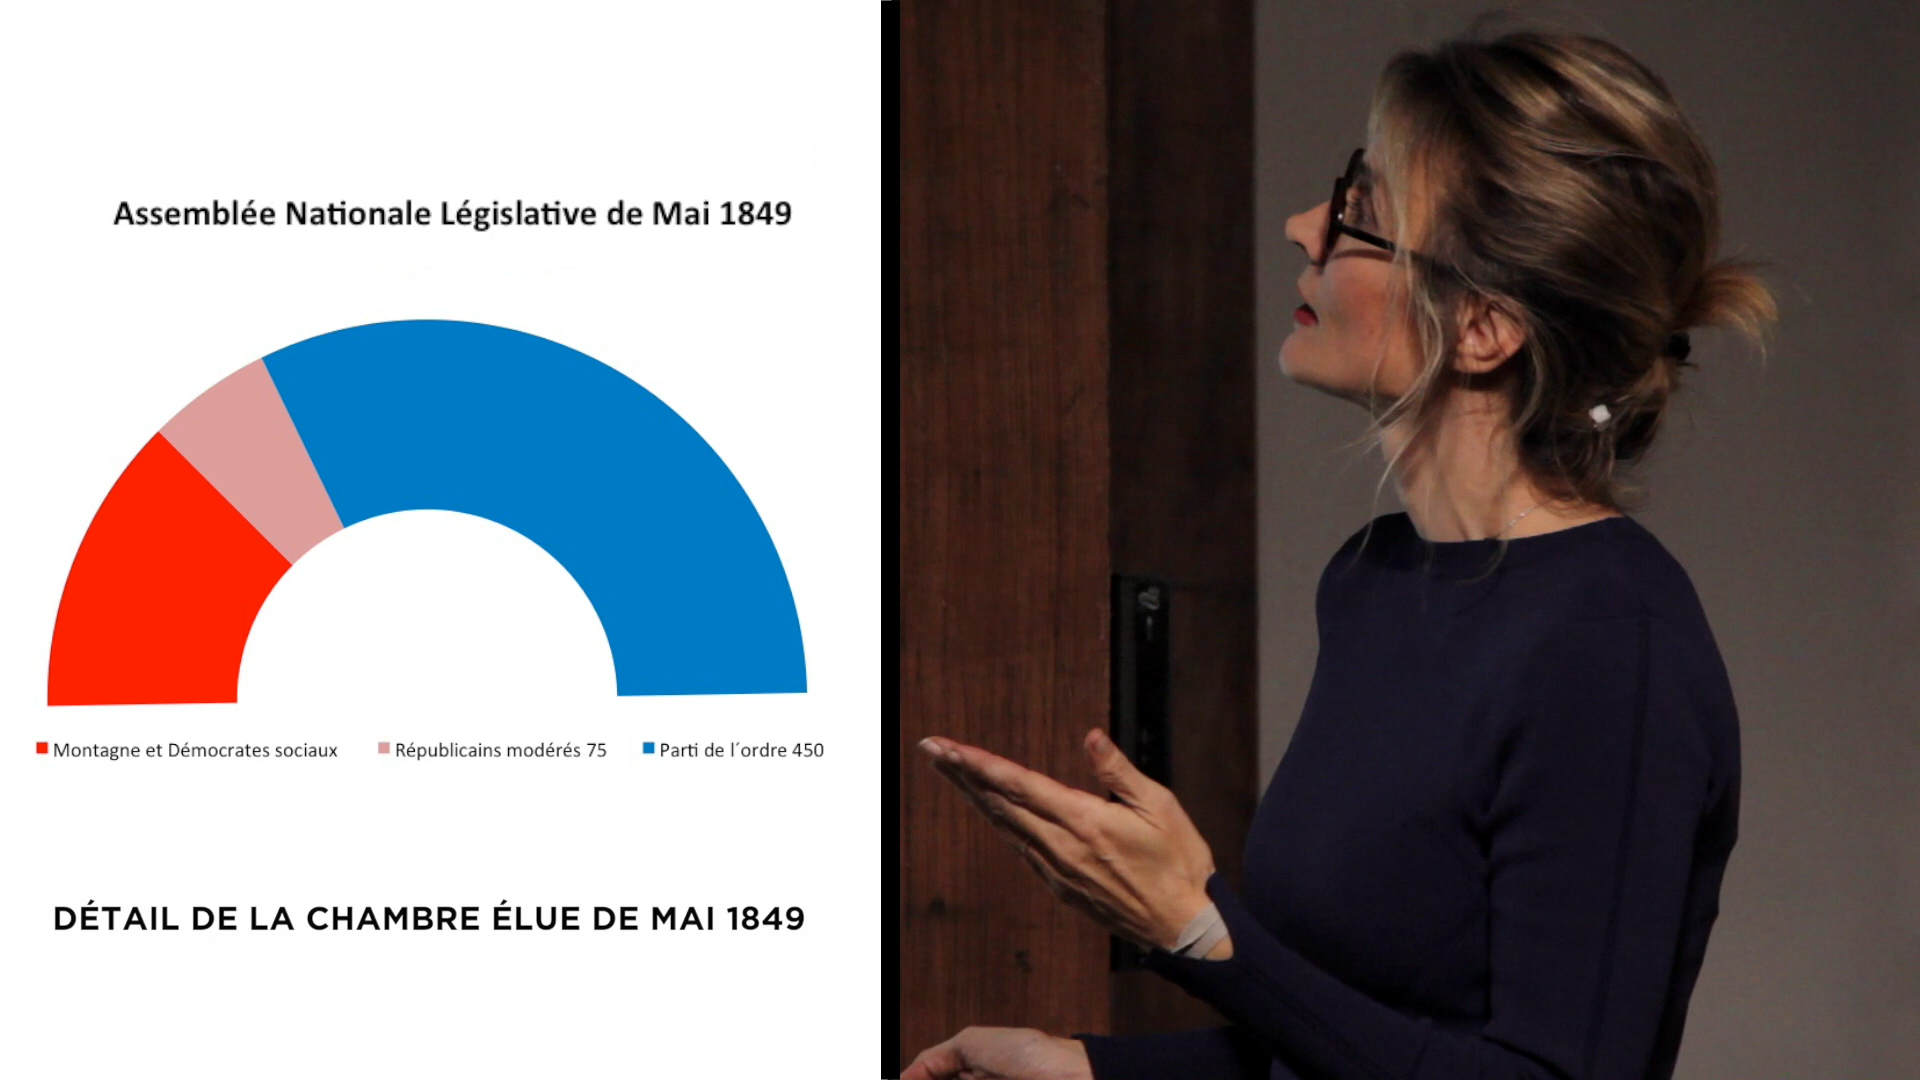 Assemblée Nationale Législative de Mai 1849
Montagne et Démocrates sociaux
Républicains modérés 75
Parti de l´ordre 450
DÉTAIL DE LA CHAMBRE ÉLUE DE MAI 1849